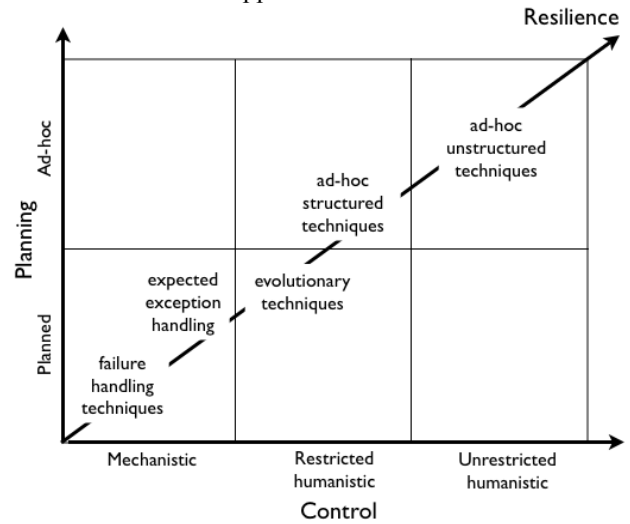 Resilience
Planning
Ad-hoc
Planned
ad-hoc
unstructured
techniques
ad-hoc
structured
techniques
expected
exception
handling
evolutionary
techniques
failure
handling
techniques
Mechanistic
Restricted
humanistic
Unrestricted
humanistic
Control